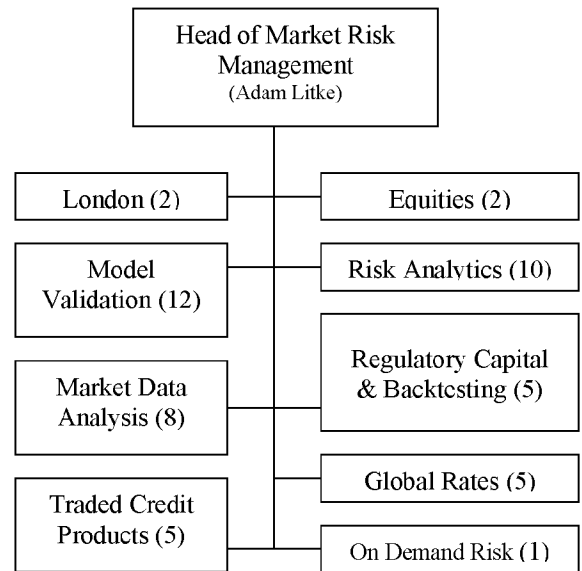 Head of Market Risk
Management
(Adam Litke)
London (2)
Equities (2)
Model
Validation (12)
Risk Analytics (10)
Market Data
Analysis (8)
Regulatory Capital
& Backtesting (5)
Traded Credit
Products (5)
Global Rates (5)
On Demand Risk (1)